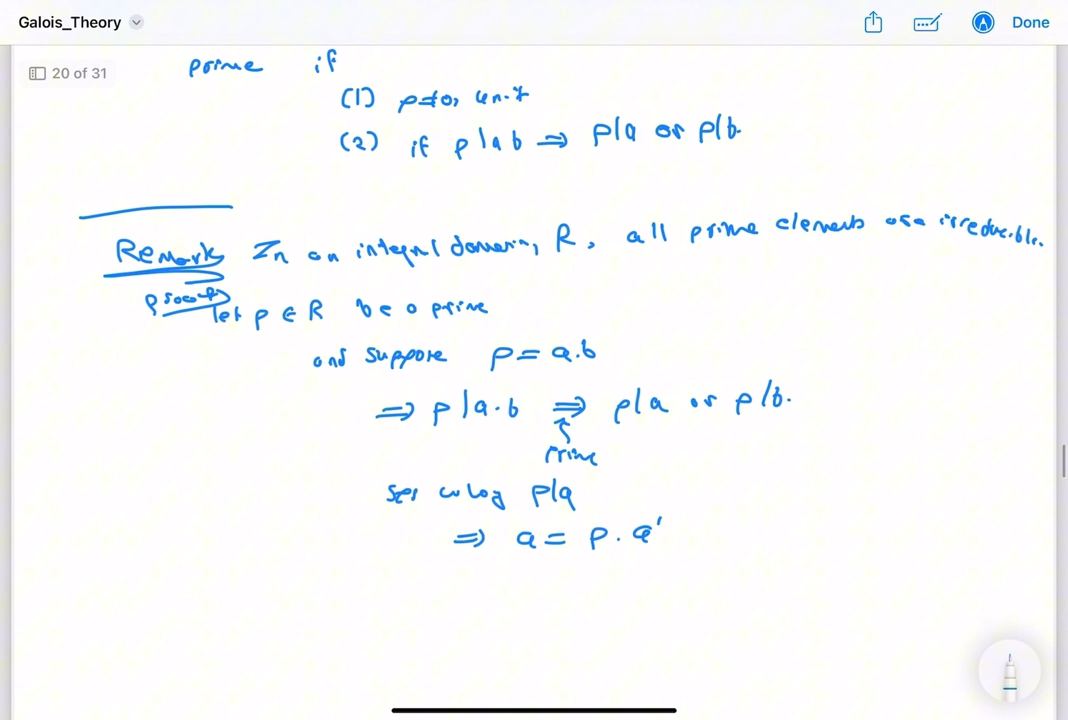 Galois_Theory
Done
20 of 31
prime if
(1) p≠0, unit
(2) if p|ab ⇒ p|a or p|b.
Remark In an integral domain, R, all prime elements are irreducible.
proof
let p ∈ R be a prime
and suppose p = a.b
⇒ p|a.b ⇒ p|a or p|b.
Prime
say wlog p|a
⇒ a = p.a'